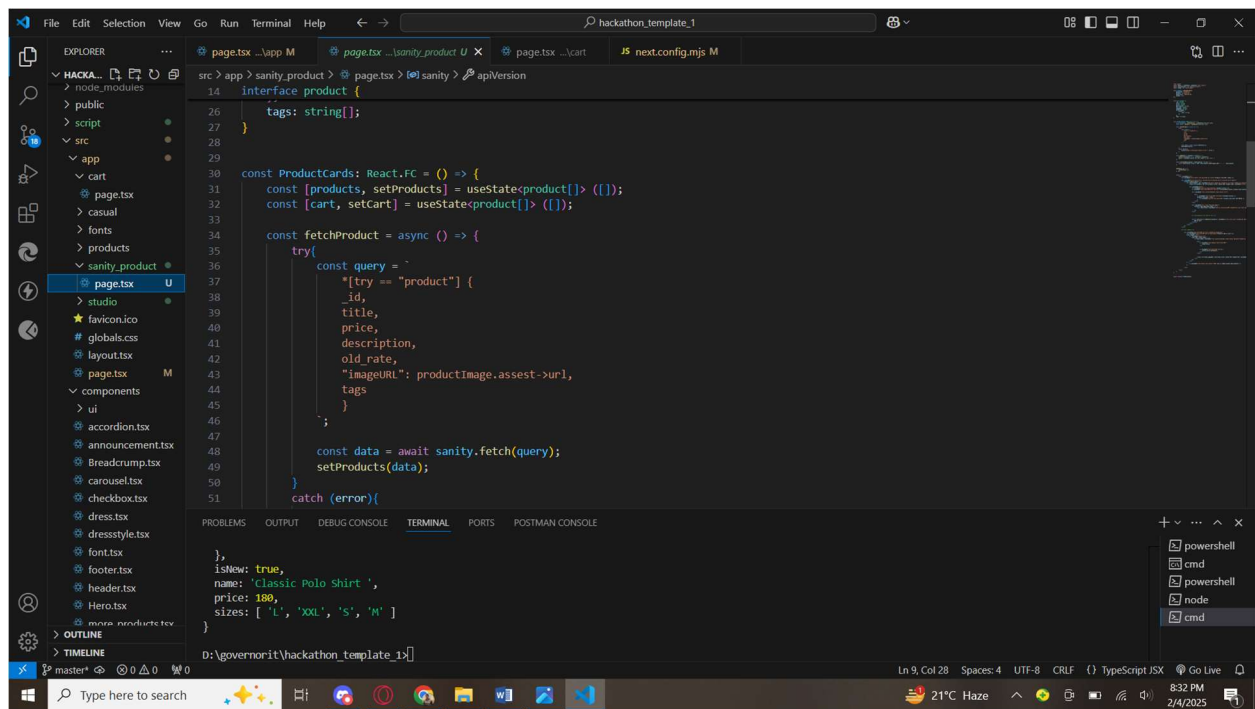 File Edit Selection View Go Run Terminal Help
hackathon_template_1
EXPLORER
page.tsx ...\app M
page.tsx ...\sanity_product U
page.tsx ...\cart
JS next.config.mjs M
HACKA...
src > app > sanity_product > page.tsx > sanity > apiVersion
node_modules
public
script
src
app
cart
page.tsx
casual
fonts
products
sanity_product
page.tsx U
studio
favicon.ico
# globals.css
layout.tsx
page.tsx M
components
ui
accordion.tsx
announcement.tsx
Breadcrump.tsx
carousel.tsx
checkbox.tsx
dress.tsx
dressstyle.tsx
font.tsx
footer.tsx
header.tsx
Hero.tsx
more products.tsx
OUTLINE
TIMELINE
18
14 interface product {
26 tags: string[];
27 }
28
29
30 const ProductCards: React.FC = () => {
31 const [products, setProducts] = useState<product[]> ([]);
32 const [cart, setCart] = useState<product[]> ([]);
33
34 const fetchProduct = async () => {
35 try{
36 const query = `
37 *[try == "product"] {
38 _id,
39 title,
40 price,
41 description,
42 old_rate,
43 "imageURL": productImage.assest->url,
44 tags
45 }
46 `;
47
48 const data = await sanity.fetch(query);
49 setProducts(data);
50 }
51 catch (error){
PROBLEMS OUTPUT DEBUG CONSOLE TERMINAL PORTS POSTMAN CONSOLE
},
isNew: true,
name: 'Classic Polo Shirt ',
price: 180,
sizes: [ 'L', 'XXL', 'S', 'M' ]
}
D:\governorit\hackathon_template_1>
powershell
cmd
powershell
node
cmd
master* 0 0 0
Ln 9, Col 28 Spaces: 4 UTF-8 CRLF {} TypeScript JSX Go Live
Type here to search
21°C Haze
8:32 PM
2/4/2025
1